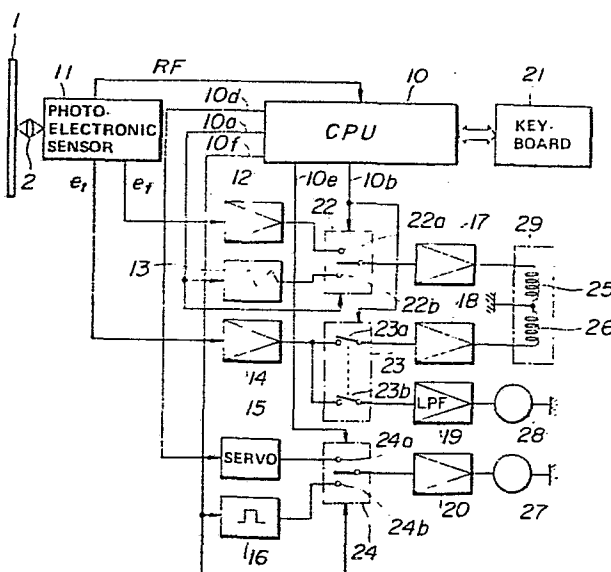 1
11
RF
10
21
PHOTO-
ELECTRONIC
SENSOR
10d
10a
10f
CPU
KEY-
BOARD
2
et
ef
12
10e
10b
22
22a
17
29
13
25
22b
18
26
23a
14
23
23b
LPF
15
24a
19
28
SERVO
16
24
24b
20
27